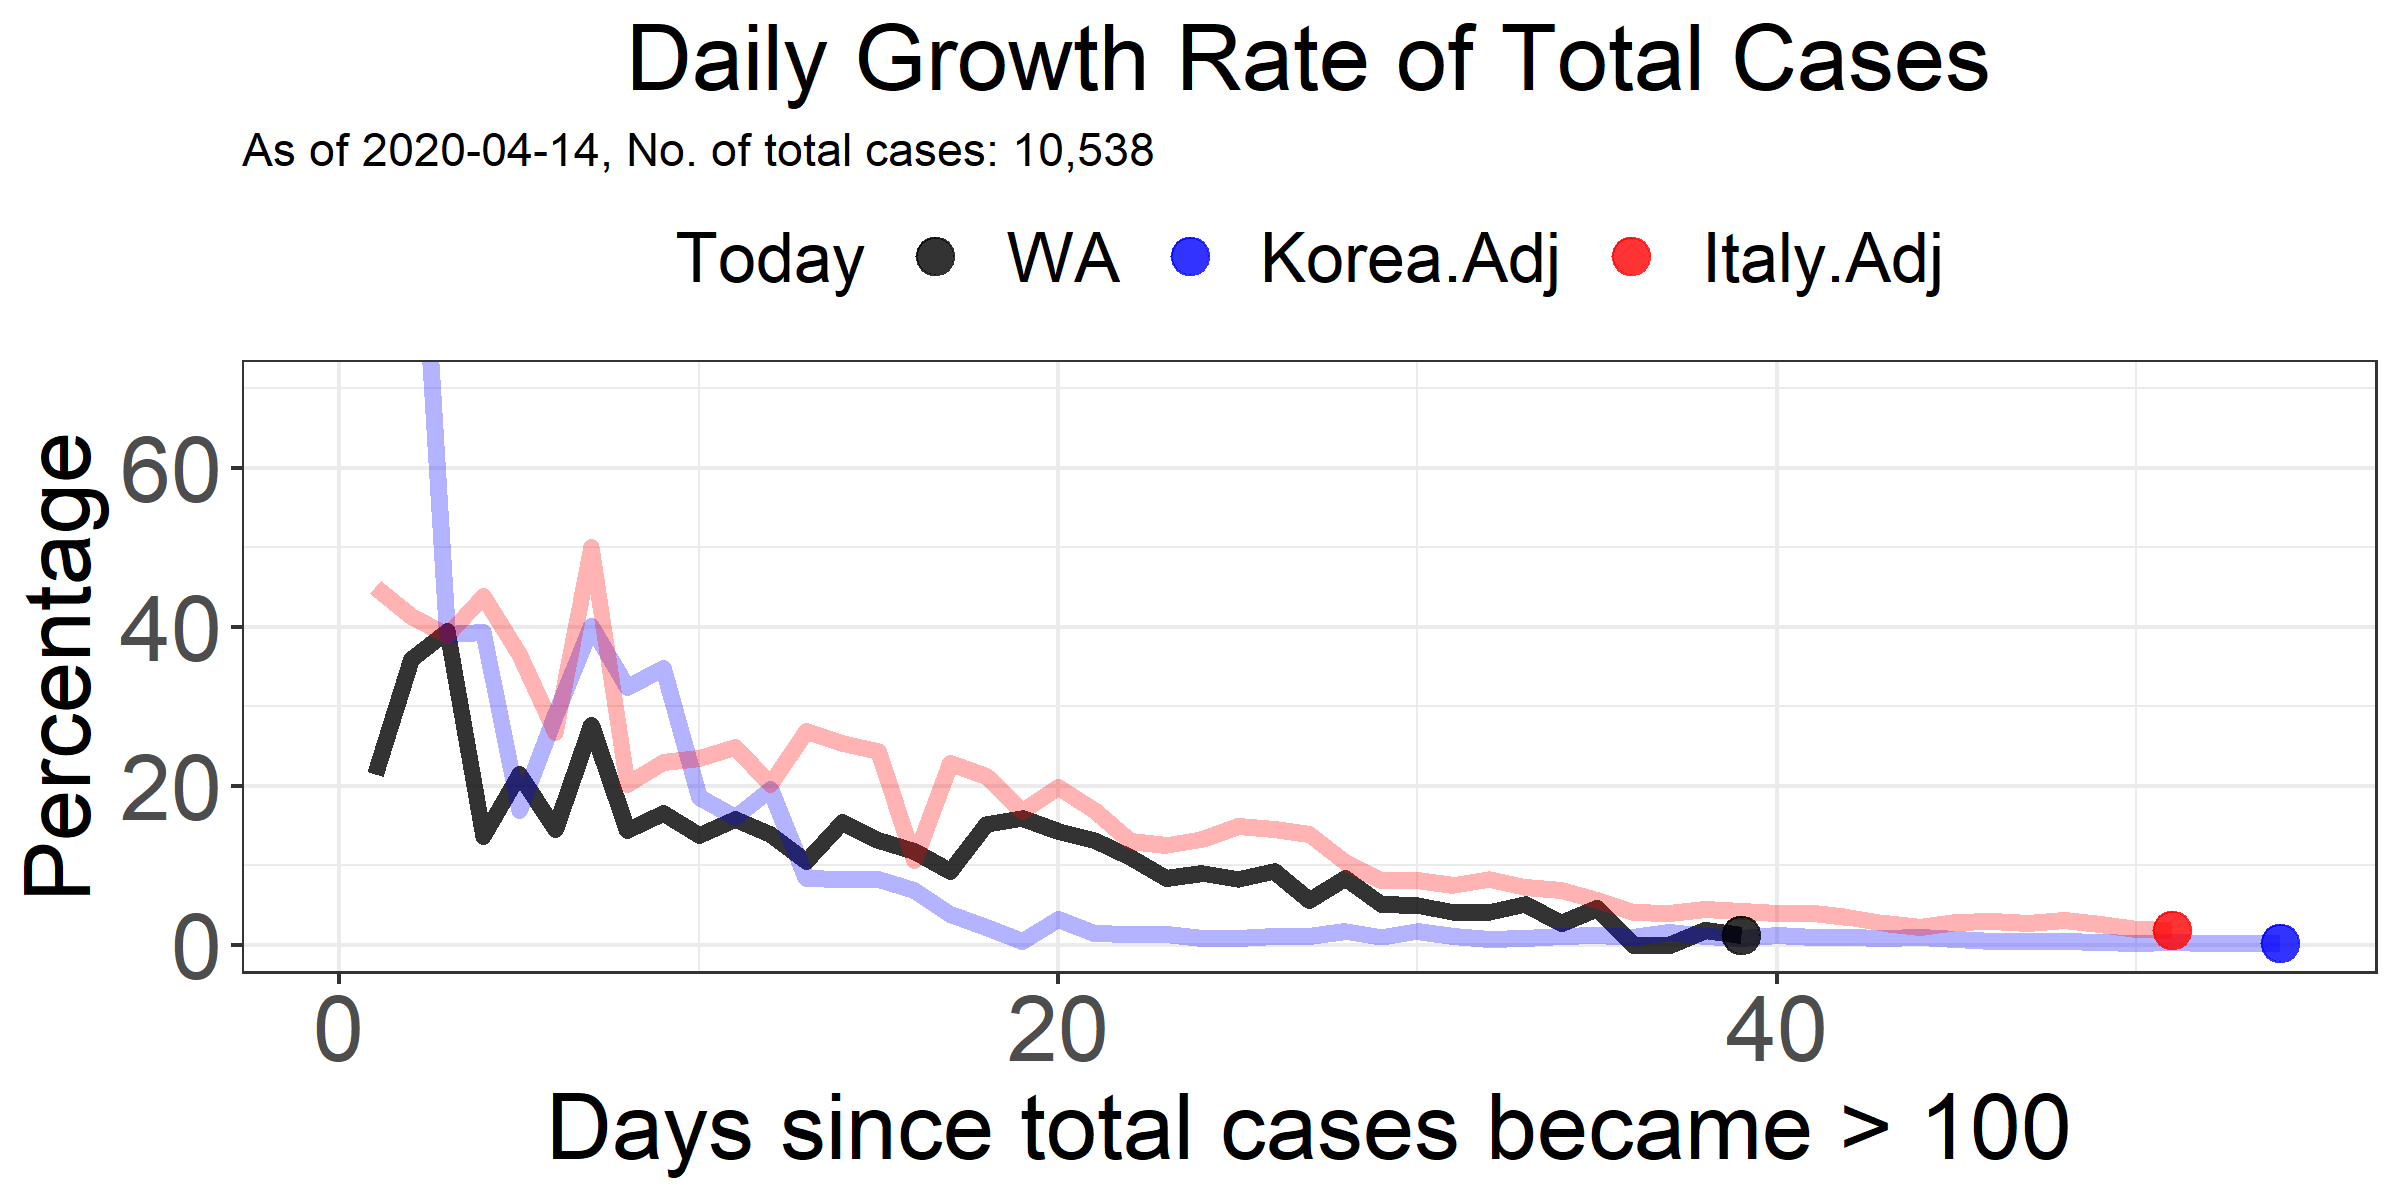 Daily Growth Rate of Total Cases
As of 2020-04-14, No. of total cases: 10,538
Today WA Korea.Adj Italy.Adj
Percentage
60
40
20
0
0 20 40
Days since total cases became > 100